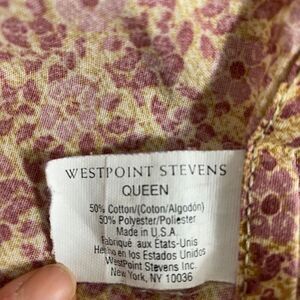 WESTPOINT STEVENS
QUEEN
50% Cotton/(Coton/Algodón)
50% Polyester/Poliester
Made in U.S.A.
Fabriqué aux États-Unis
Hecho en los Estados Unidos
WestPoint Stevens Inc.
New York, NY 10036